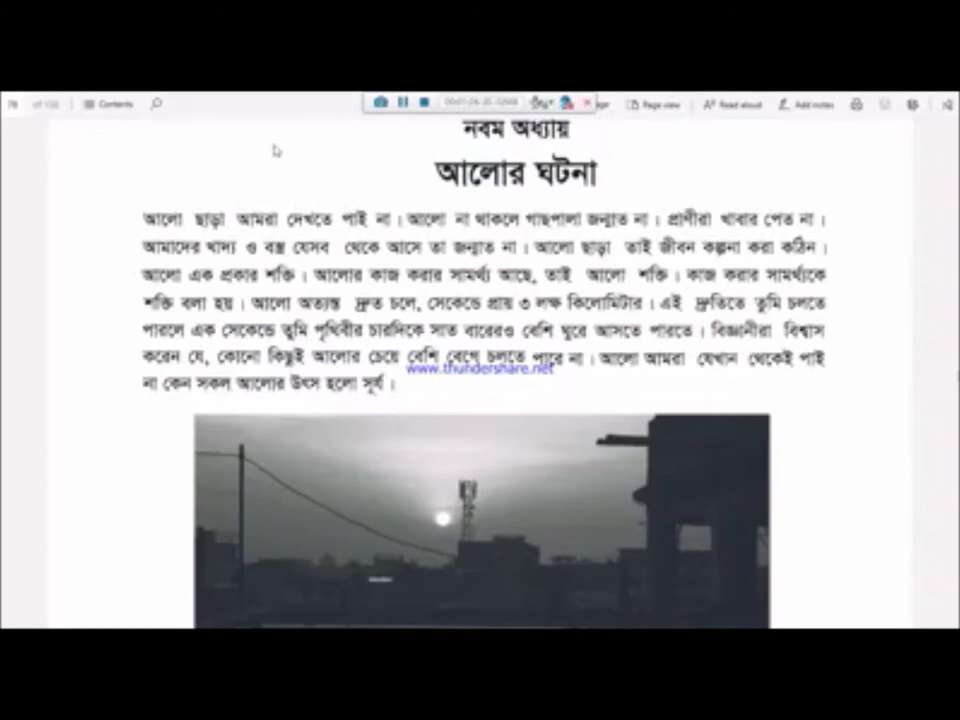 78 of 138 Contents Page view Read aloud Add notes
নবম অধ্যায়
আলোর ঘটনা
আলো ছাড়া আমরা দেখতে পাই না। আলো না থাকলে গাছপালা জন্মাত না। প্রাণীরা খাবার পেত না।
আমাদের খাদ্য ও বস্ত্র যেসব থেকে আসে তা জন্মাত না। আলো ছাড়া তাই জীবন কল্পনা করা কঠিন।
আলো এক প্রকার শক্তি। আলোর কাজ করার সামর্থ্য আছে, তাই আলো শক্তি। কাজ করার সামর্থ্যকে
শক্তি বলা হয়। আলো অত্যন্ত দ্রুত চলে, সেকেন্ডে প্রায় ৩ লক্ষ কিলোমিটার। এই দ্রুতিতে তুমি চলতে
পারলে এক সেকেন্ডে তুমি পৃথিবীর চারদিকে সাত বারেরও বেশি ঘুরে আসতে পারতে। বিজ্ঞানীরা বিশ্বাস
করেন যে, কোনো কিছুই আলোর চেয়ে বেশি বেগে চলতে পারে না। আলো আমরা যেখান থেকেই পাই
www.thundershare.net
না কেন সকল আলোর উৎস হলো সূর্য।